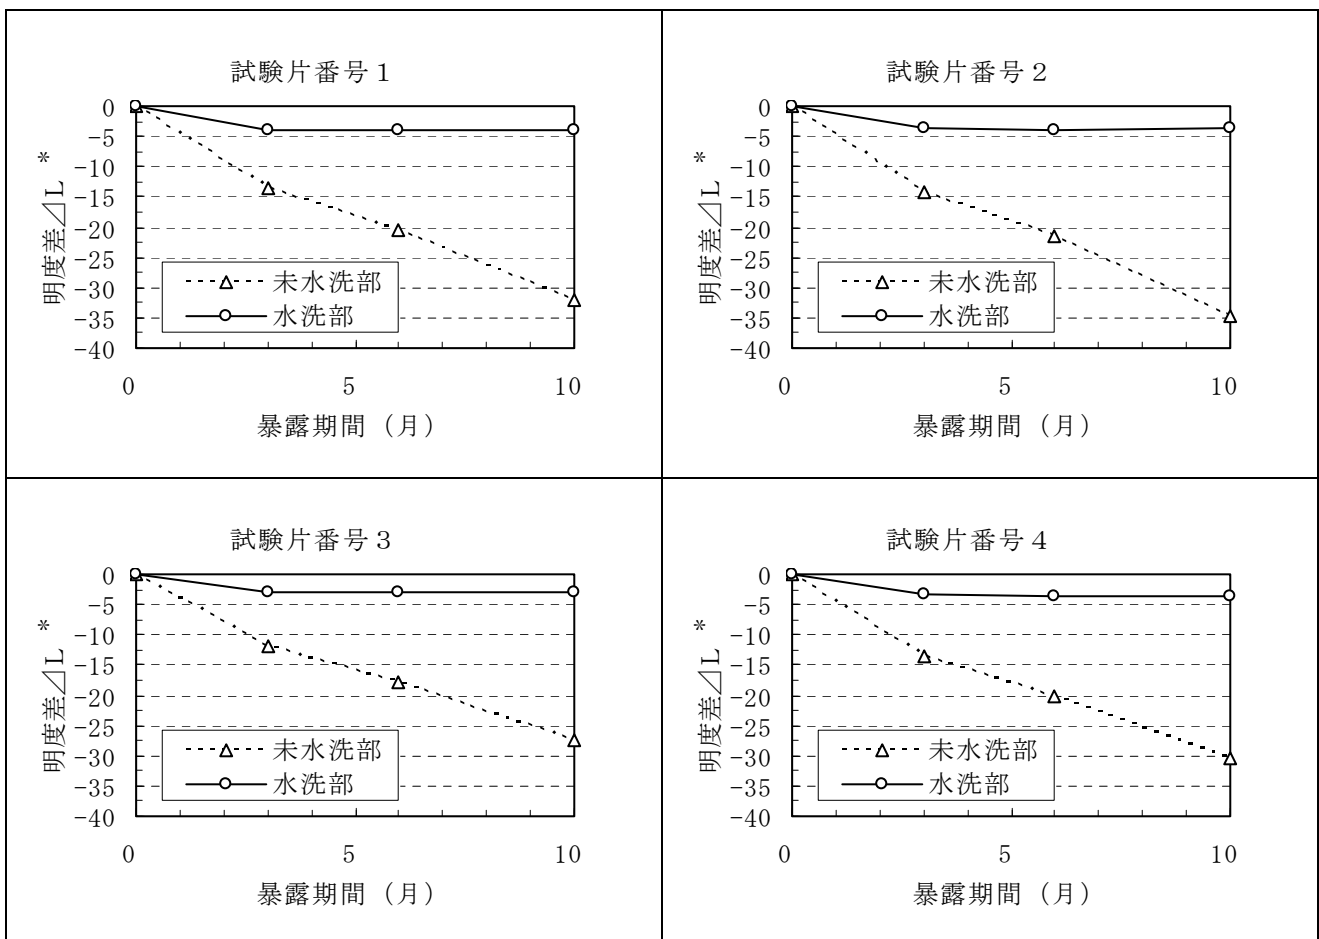 試験片番号１
0
-5
-10
-15
-20
-25
-30
-35
-40
明度差⊿L*
未水洗部
水洗部
0 5 10
暴露期間（月）
試験片番号２
0
-5
-10
-15
-20
-25
-30
-35
-40
明度差⊿L*
未水洗部
水洗部
0 5 10
暴露期間（月）
試験片番号３
0
-5
-10
-15
-20
-25
-30
-35
-40
明度差⊿L*
未水洗部
水洗部
0 5 10
暴露期間（月）
試験片番号４
0
-5
-10
-15
-20
-25
-30
-35
-40
明度差⊿L*
未水洗部
水洗部
0 5 10
暴露期間（月）